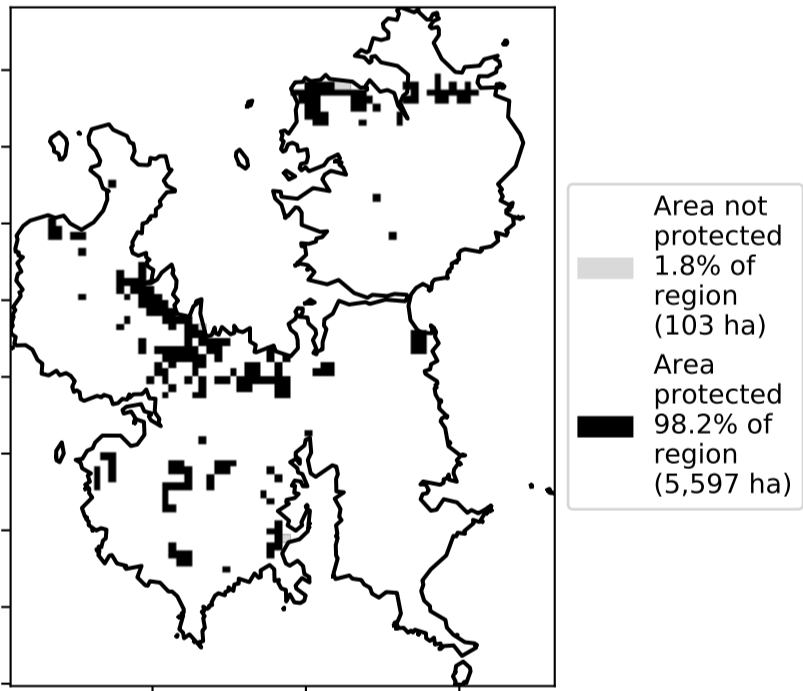 Area not
protected
1.8% of
region
(103 ha)
Area
protected
98.2% of
region
(5,597 ha)